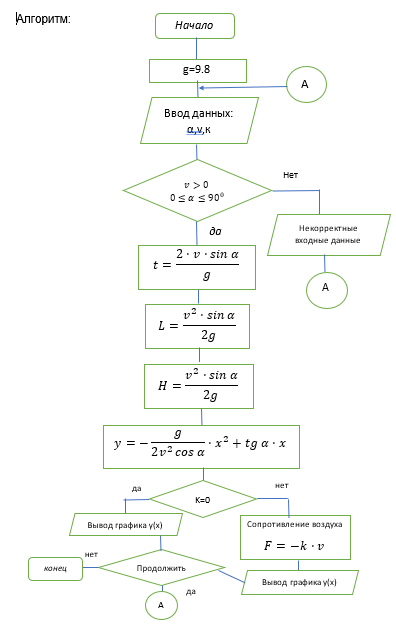 Алгоритм:
Начало
g=9.8
А
Ввод данных:
α,v,к
v > 0
0 ≤ α ≤ 90⁰
Нет
Некорректные
входные данные
А
да
t = 2 · v · sin α / g
L = v² · sin α / 2g
H = v² · sin α / 2g
y = − g / 2v² cos α · x² + tg α · x
да
К=0
нет
Вывод графика y(x)
Сопротивление воздуха
F = −k · v
нет
конец
Продолжить
Вывод графика y(x)
да
А